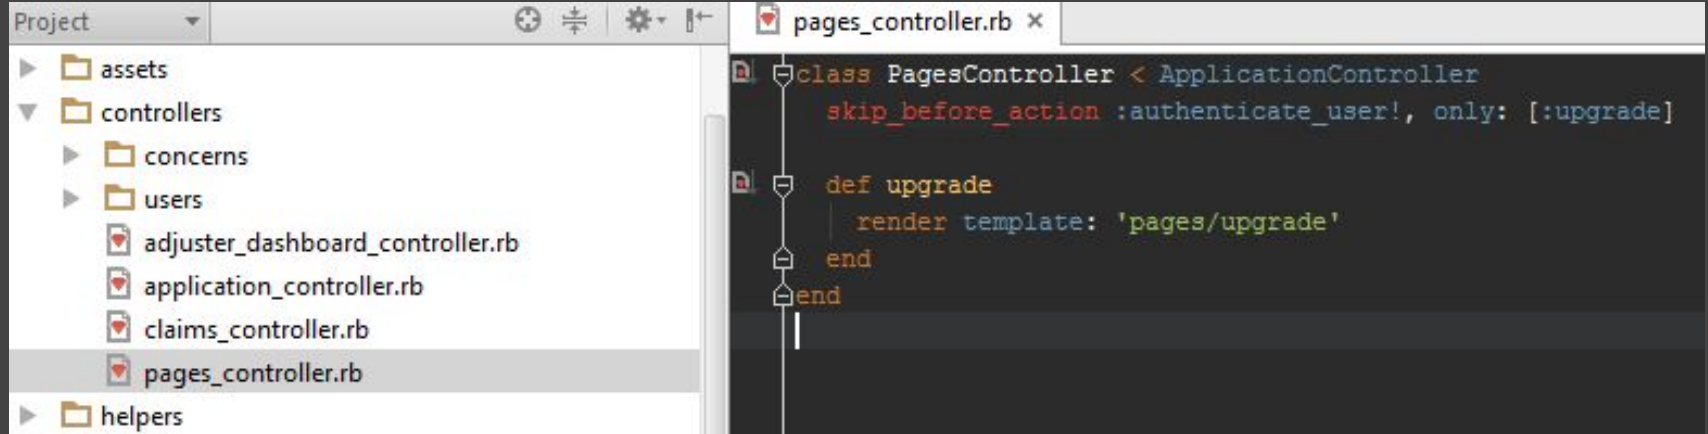 Project
assets
controllers
concerns
users
adjuster_dashboard_controller.rb
application_controller.rb
claims_controller.rb
pages_controller.rb
helpers
pages_controller.rb
class PagesController < ApplicationController
  skip_before_action :authenticate_user!, only: [:upgrade]
  def upgrade
    render template: 'pages/upgrade'
  end
end